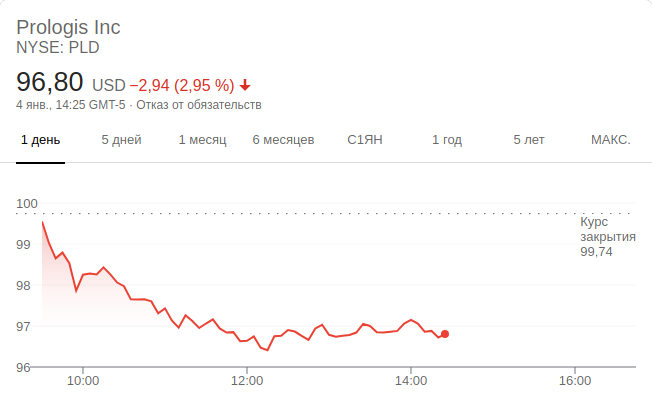 Prologis Inc
NYSE: PLD
96,80 USD −2,94 (2,95 %)
4 янв., 14:25 GMT-5 · Отказ от обязательств
1 день 5 дней 1 месяц 6 месяцев С1ЯН 1 год 5 лет МАКС.
100
Курс
закрытия
99,74
99
98
97
96
10:00 12:00 14:00 16:00